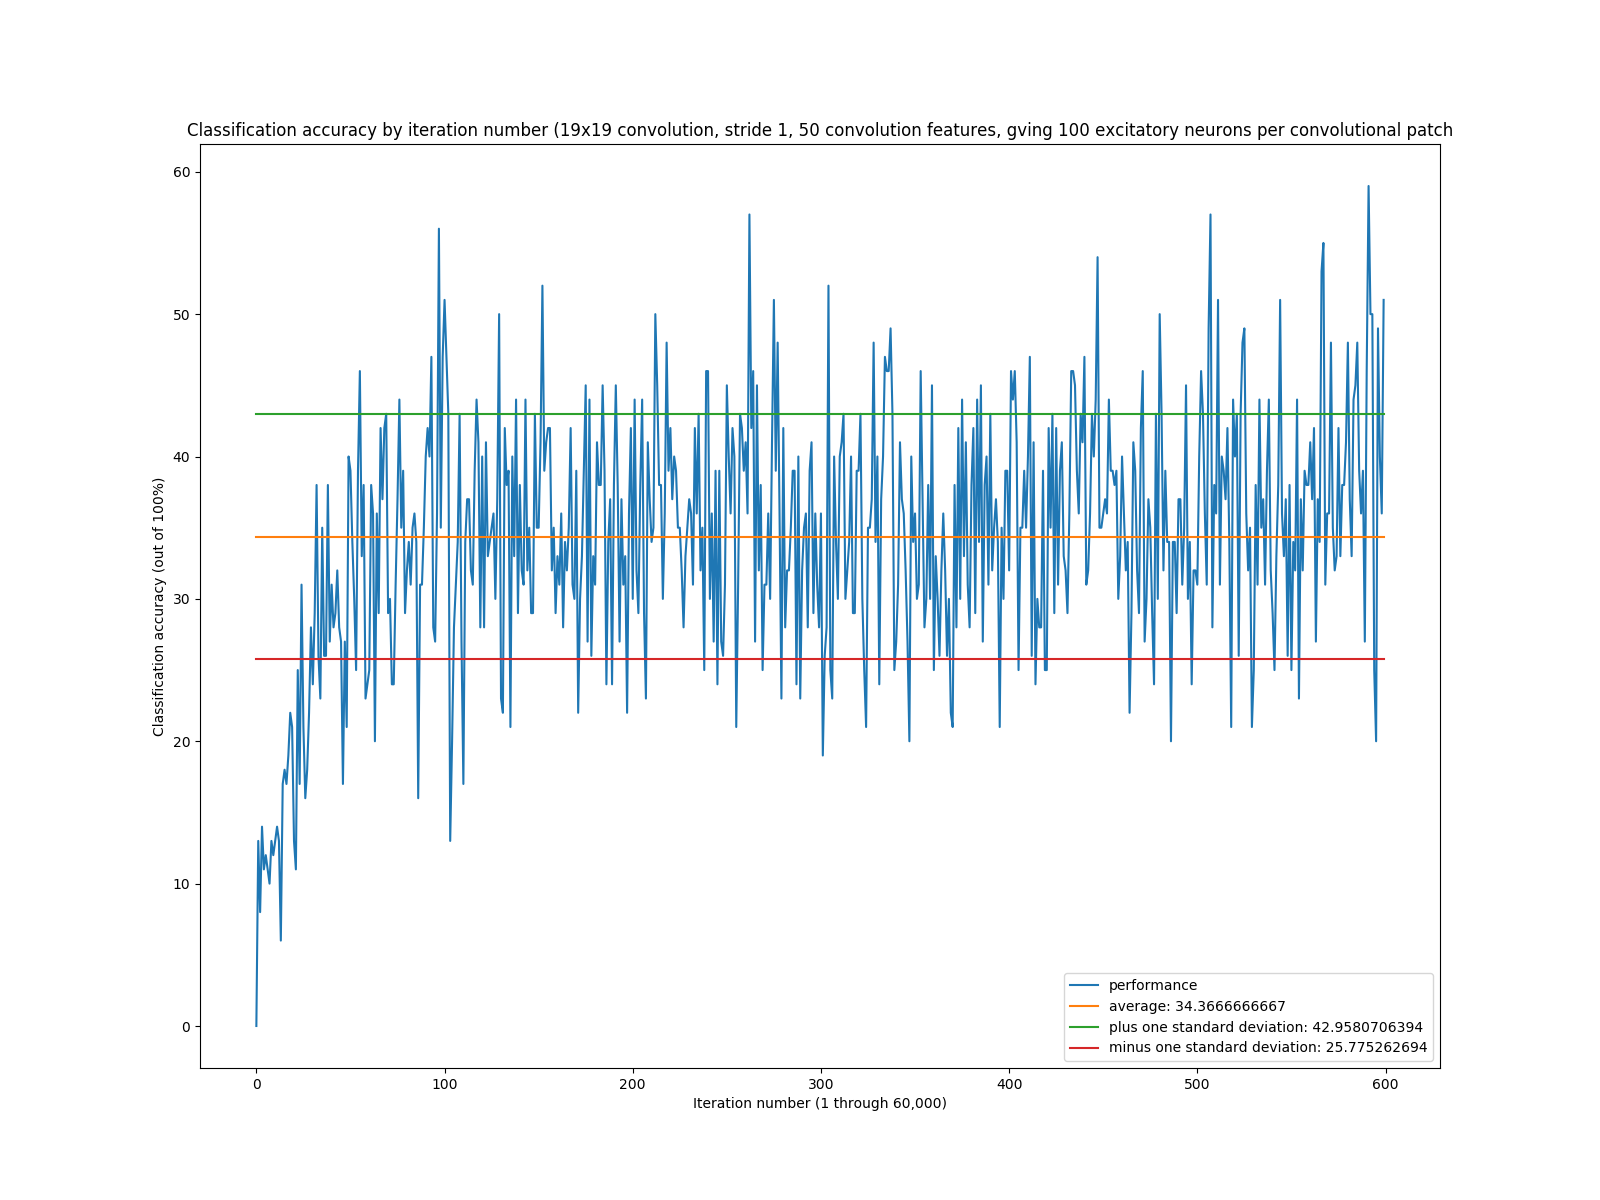 Classification accuracy by iteration number (19x19 convolution, stride 1, 50 convolution features, gving 100 excitatory neurons per convolutional patch
Classification accuracy (out of 100%)
60
50
40
30
20
10
0
performance
average: 34.3666666667
plus one standard deviation: 42.9580706394
minus one standard deviation: 25.775262694
0 100 200 300 400 500 600
Iteration number (1 through 60,000)